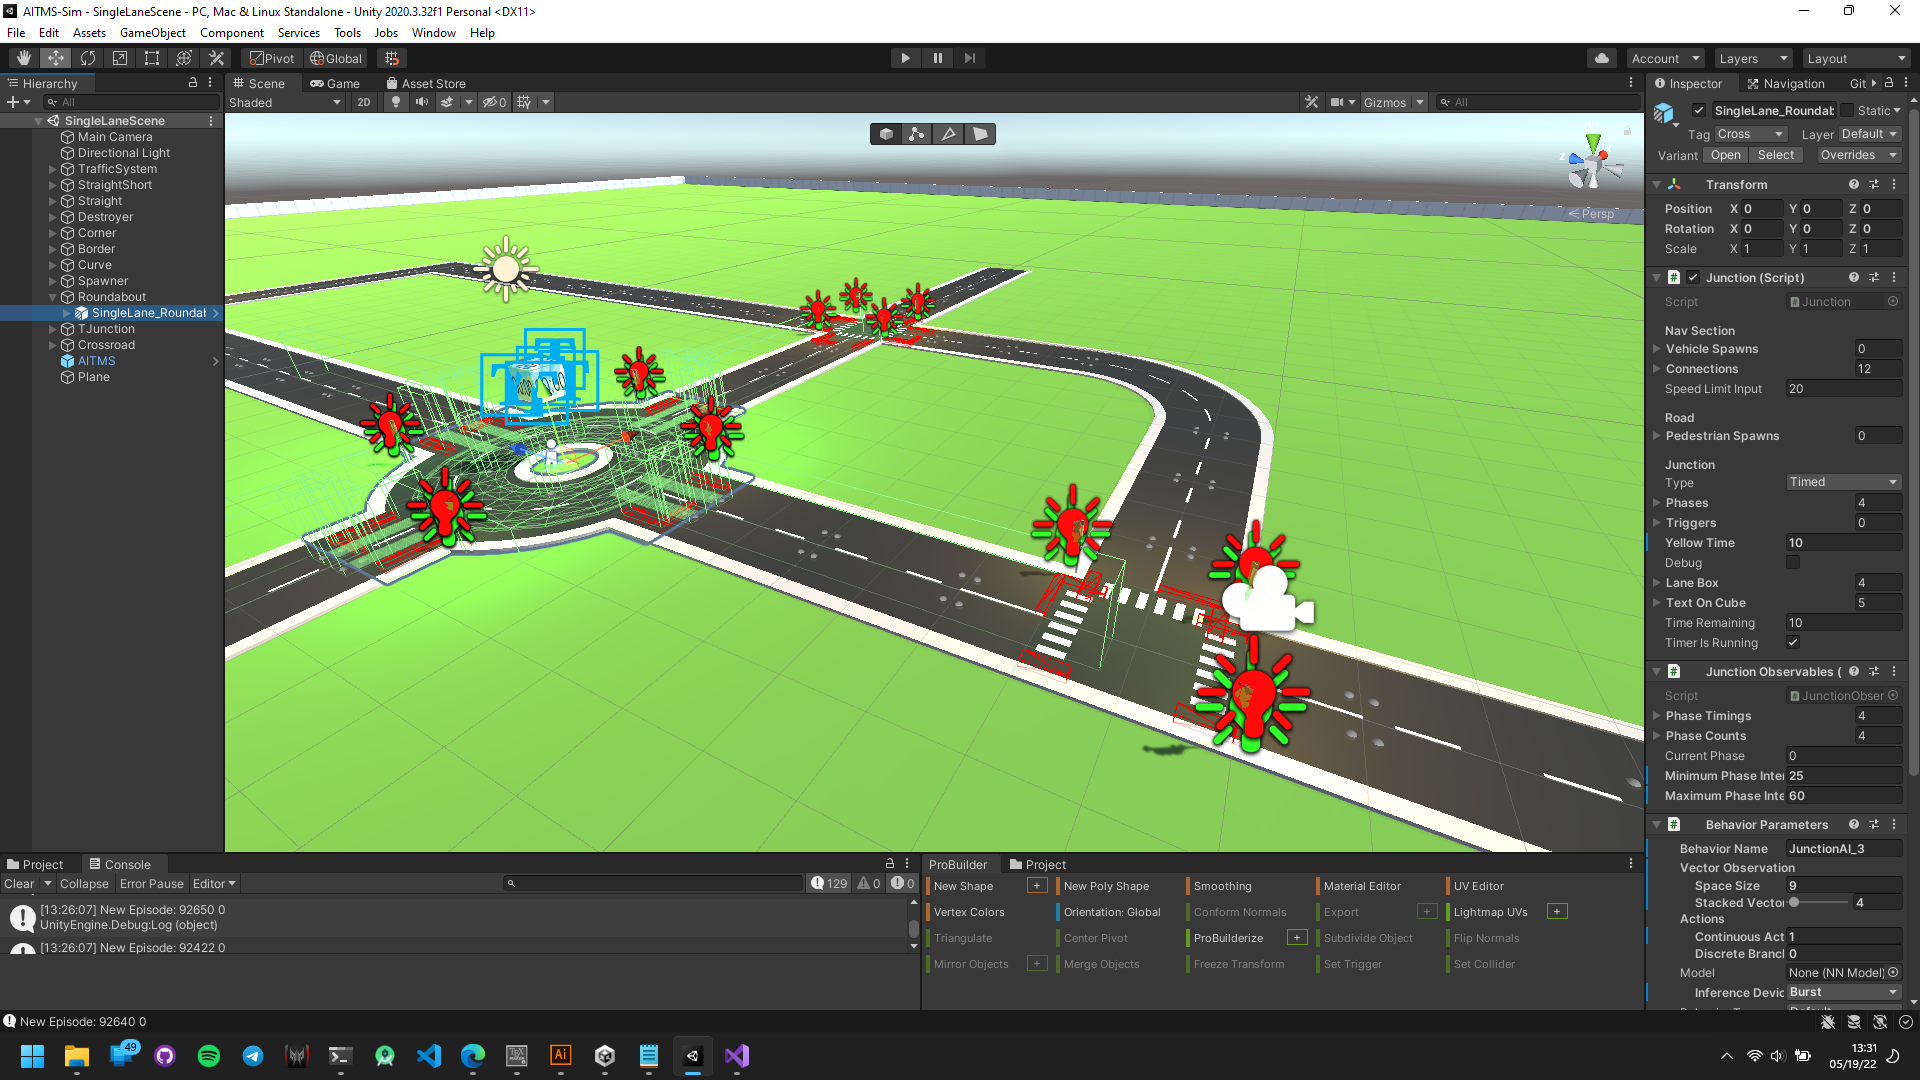 AITMS-Sim - SingleLaneScene - PC, Mac & Linux Standalone - Unity 2020.3.32f1 Personal <DX11>
File Edit Assets GameObject Component Services Tools Jobs Window Help
Pivot Global Account Layers Layout
Hierarchy
All
SingleLaneScene
Main Camera
Directional Light
TrafficSystem
StraightShort
Straight
Destroyer
Corner
Border
Curve
Spawner
Roundabout
SingleLane_Roundal
TJunction
Crossroad
AITMS
Plane
Scene Game Asset Store
Shaded 2D 0 Gizmos All
Persp
Inspector Navigation Git
SingleLane_Roundab Static
Tag Cross Layer Default
Variant Open Select Overrides
Transform
Position X 0 Y 0 Z 0
Rotation X 0 Y 0 Z 0
Scale X 1 Y 1 Z 1
Junction (Script)
Script Junction
Nav Section
Vehicle Spawns 0
Connections 12
Speed Limit Input 20
Road
Pedestrian Spawns 0
Junction
Type Timed
Phases 4
Triggers 0
Yellow Time 10
Debug
Lane Box 4
Text On Cube 5
Time Remaining 10
Timer Is Running
Junction Observables (
Script JunctionObser
Phase Timings 4
Phase Counts 4
Current Phase 0
Minimum Phase Inter 25
Maximum Phase Inte 60
Behavior Parameters
Behavior Name JunctionAI_3
Vector Observation
Space Size 9
Stacked Vector 4
Actions
Continuous Act 1
Discrete Branch 0
Model None (NN Model)
Inference Devic Burst
Project Console
Clear Collapse Error Pause Editor 129 0 0
[13:26:07] New Episode: 92650 0
UnityEngine.Debug:Log (object)
[13:26:07] New Episode: 92422 0
ProBuilder Project
New Shape + New Poly Shape Smoothing Material Editor UV Editor
Vertex Colors Orientation: Global Conform Normals Export + Lightmap UVs +
Triangulate Center Pivot ProBuilderize + Subdivide Object Flip Normals
Mirror Objects + Merge Objects Freeze Transform Set Trigger Set Collider
New Episode: 92640 0
49
Ai
13:31
05/19/22